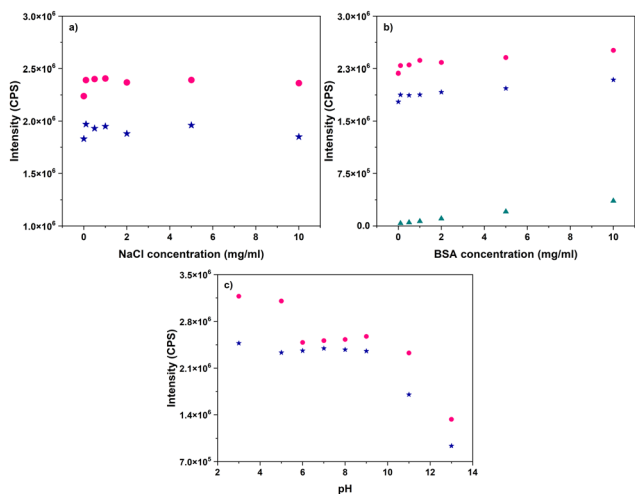 a)
3.0×10⁶
2.5×10⁶
2.0×10⁶
1.5×10⁶
1.0×10⁶
Intensity (CPS)
0 2 4 6 8 10
NaCl concentration (mg/ml)
b)
3.0×10⁶
2.3×10⁶
1.5×10⁶
7.5×10⁵
0.0
Intensity (CPS)
0 2 4 6 8 10
BSA concentration (mg/ml)
c)
3.5×10⁶
2.8×10⁶
2.1×10⁶
1.4×10⁶
7.0×10⁵
Intensity (CPS)
2 4 6 8 10 12 14
pH